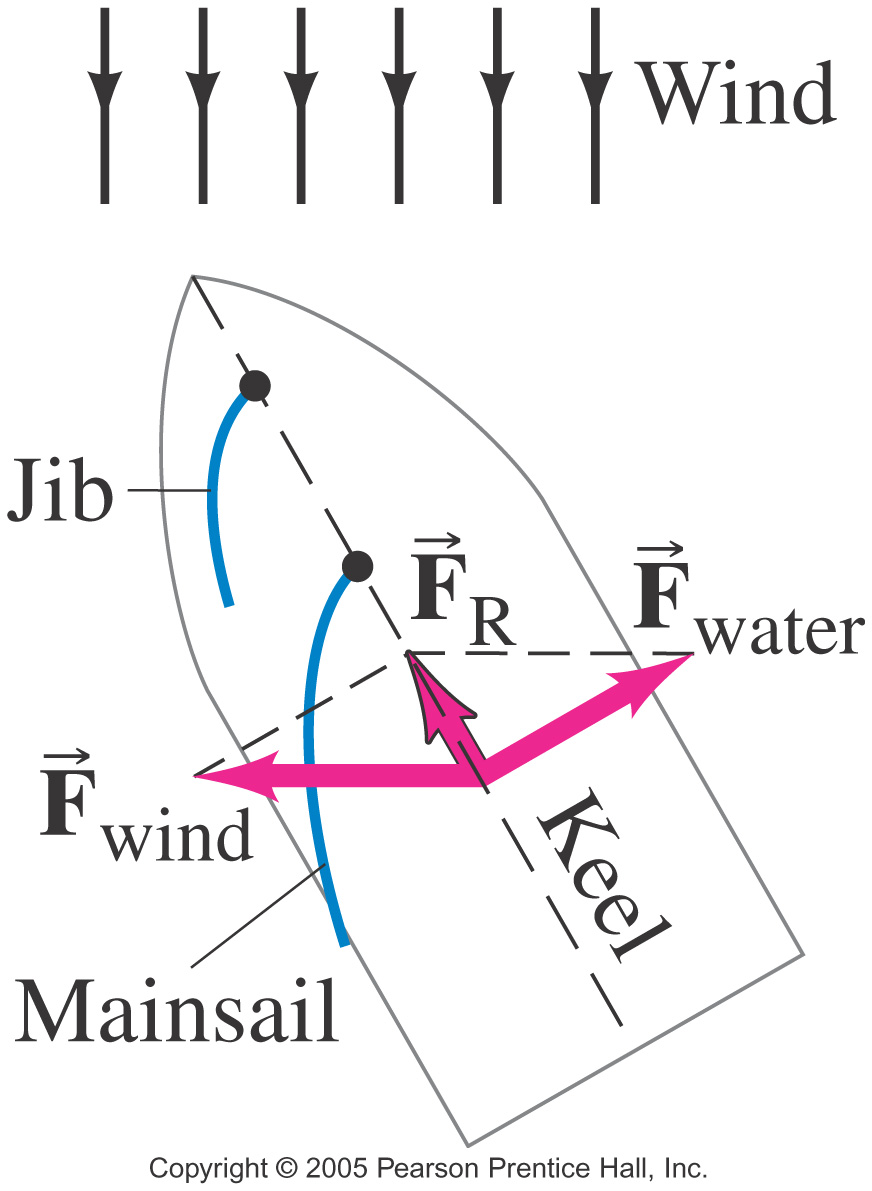 Wind
Jib
F⃗R
F⃗water
F⃗wind
Keel
Mainsail
Copyright © 2005 Pearson Prentice Hall, Inc.